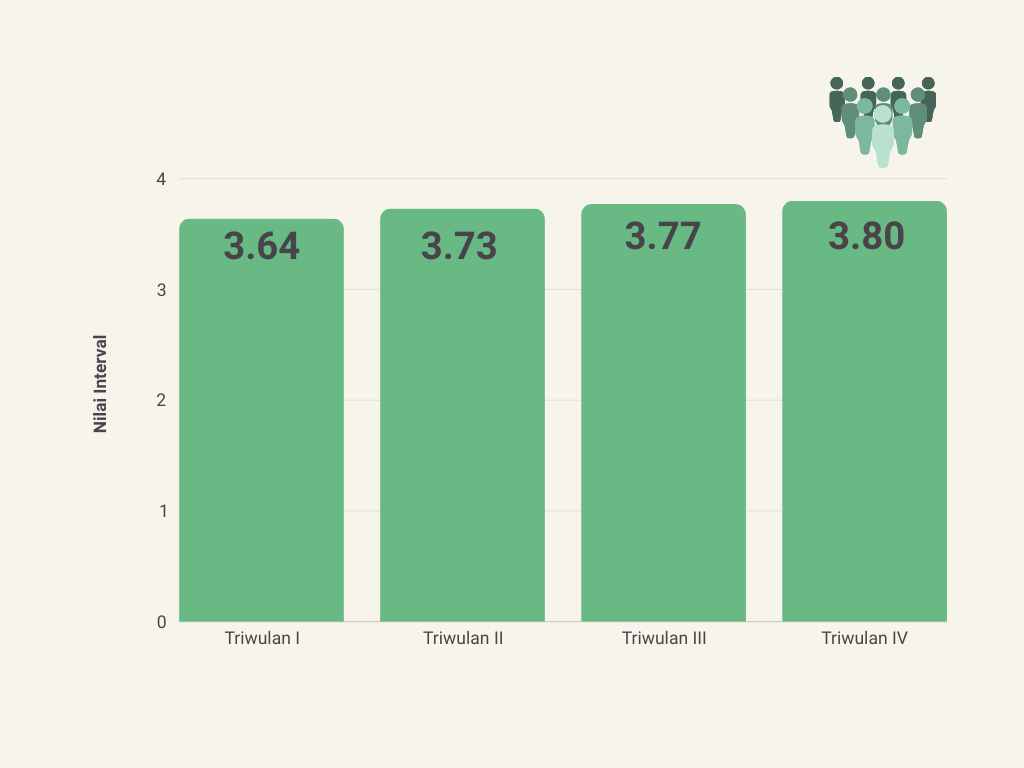 4
3.64
3.73
3.77
3.80
3
Nilai Interval
2
1
0
Triwulan I
Triwulan II
Triwulan III
Triwulan IV